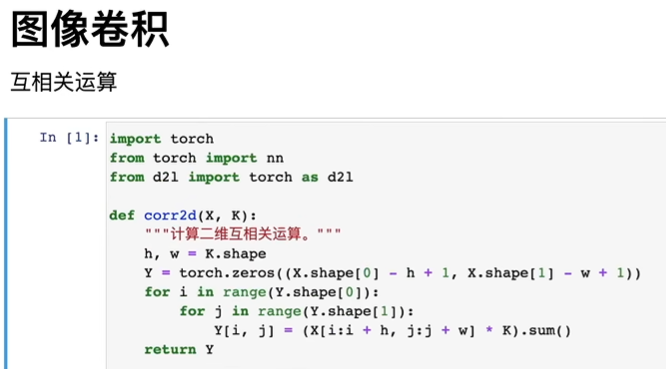 图像卷积
互相关运算
In [1]: import torch
from torch import nn
from d2l import torch as d2l
def corr2d(X, K):
"""计算二维互相关运算。"""
h, w = K.shape
Y = torch.zeros((X.shape[0] - h + 1, X.shape[1] - w + 1))
for i in range(Y.shape[0]):
for j in range(Y.shape[1]):
Y[i, j] = (X[i:i + h, j:j + w] * K).sum()
return Y